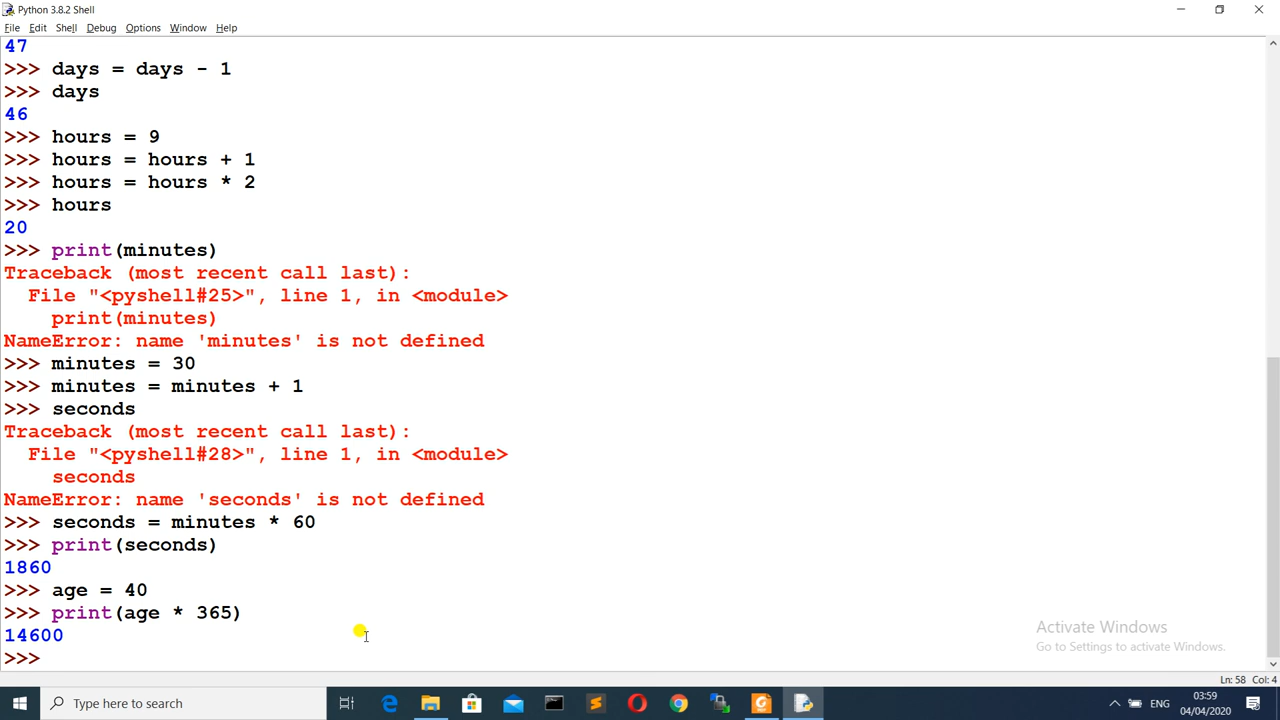 Python 3.8.2 Shell
File Edit Shell Debug Options Window Help
47
>>> days = days - 1
>>> days
46
>>> hours = 9
>>> hours = hours + 1
>>> hours = hours * 2
>>> hours
20
>>> print(minutes)
Traceback (most recent call last):
  File "<pyshell#25>", line 1, in <module>
    print(minutes)
NameError: name 'minutes' is not defined
>>> minutes = 30
>>> minutes = minutes + 1
>>> seconds
Traceback (most recent call last):
  File "<pyshell#28>", line 1, in <module>
    seconds
NameError: name 'seconds' is not defined
>>> seconds = minutes * 60
>>> print(seconds)
1860
>>> age = 40
>>> print(age * 365)
14600
>>>
Activate Windows
Go to Settings to activate Windows.
Ln: 58 Col: 4
Type here to search
ENG
03:59
04/04/2020